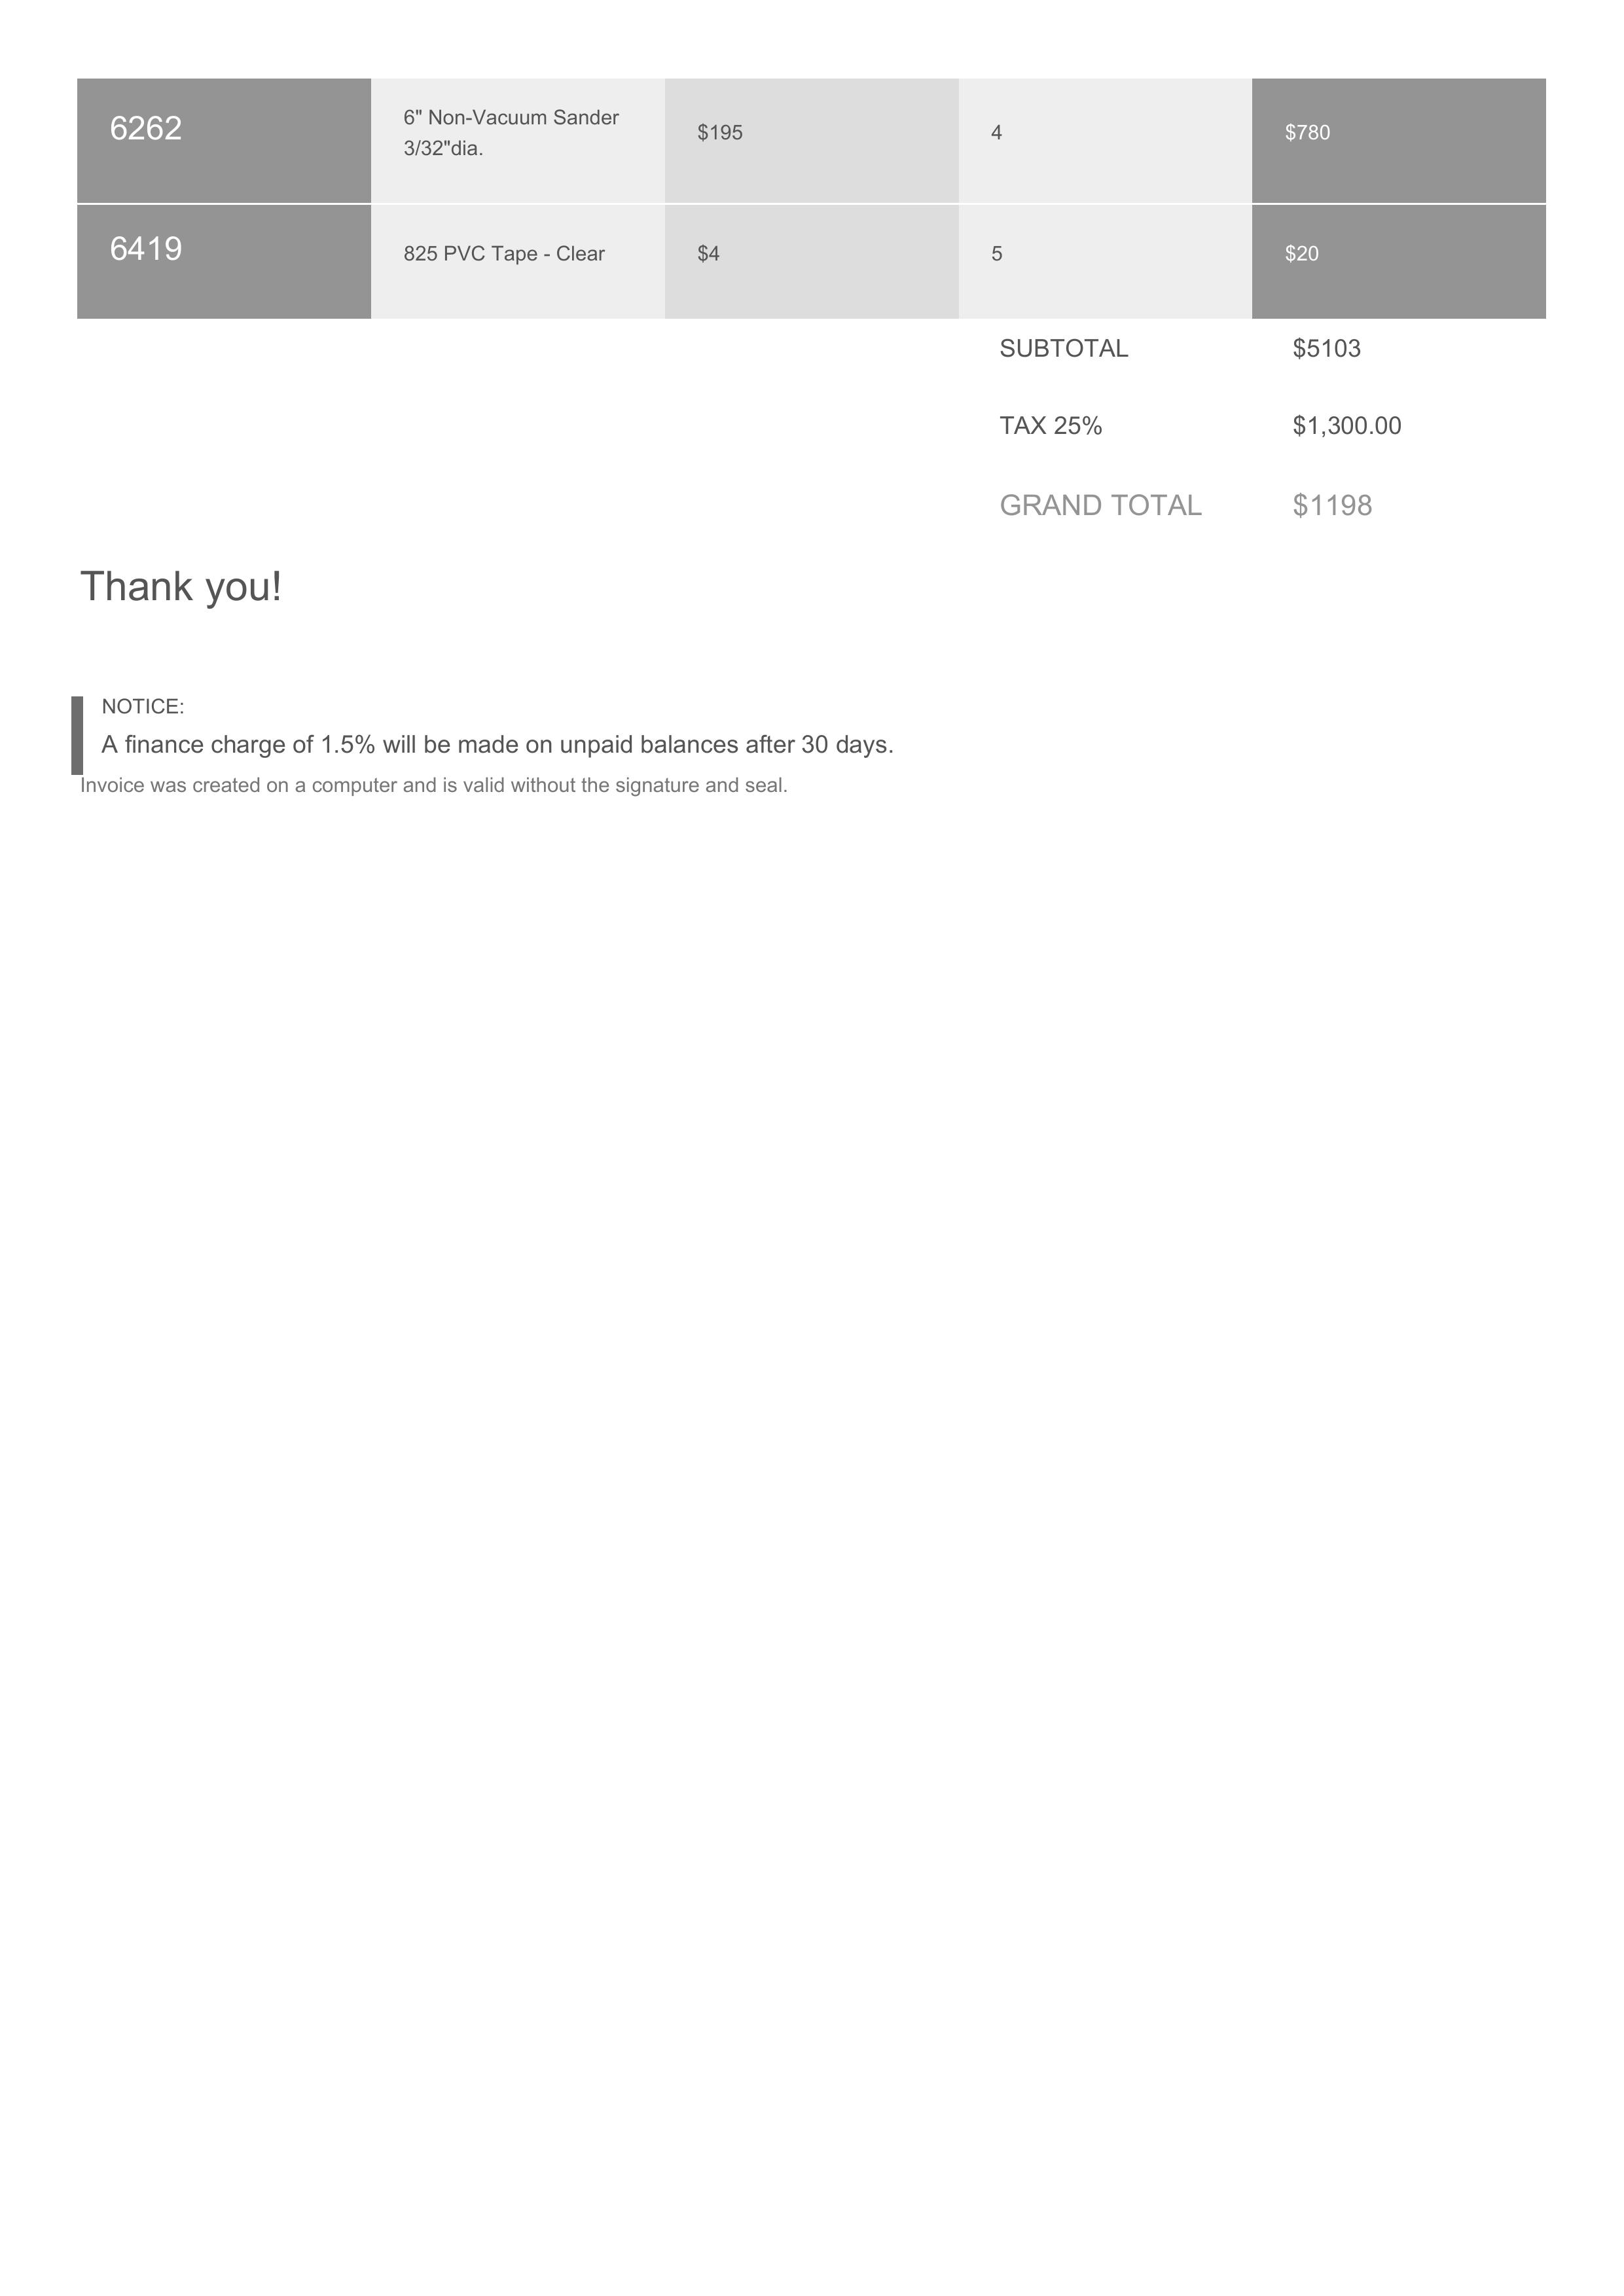 6262 6" Non-Vacuum Sander $195 4 $780
3/32"dia.
6419 825 PVC Tape - Clear $4 5 $20
SUBTOTAL $5103
TAX 25% $1,300.00
GRAND TOTAL $1198
Thank you!
NOTICE:
A finance charge of 1.5% will be made on unpaid balances after 30 days.
Invoice was created on a computer and is valid without the signature and seal.